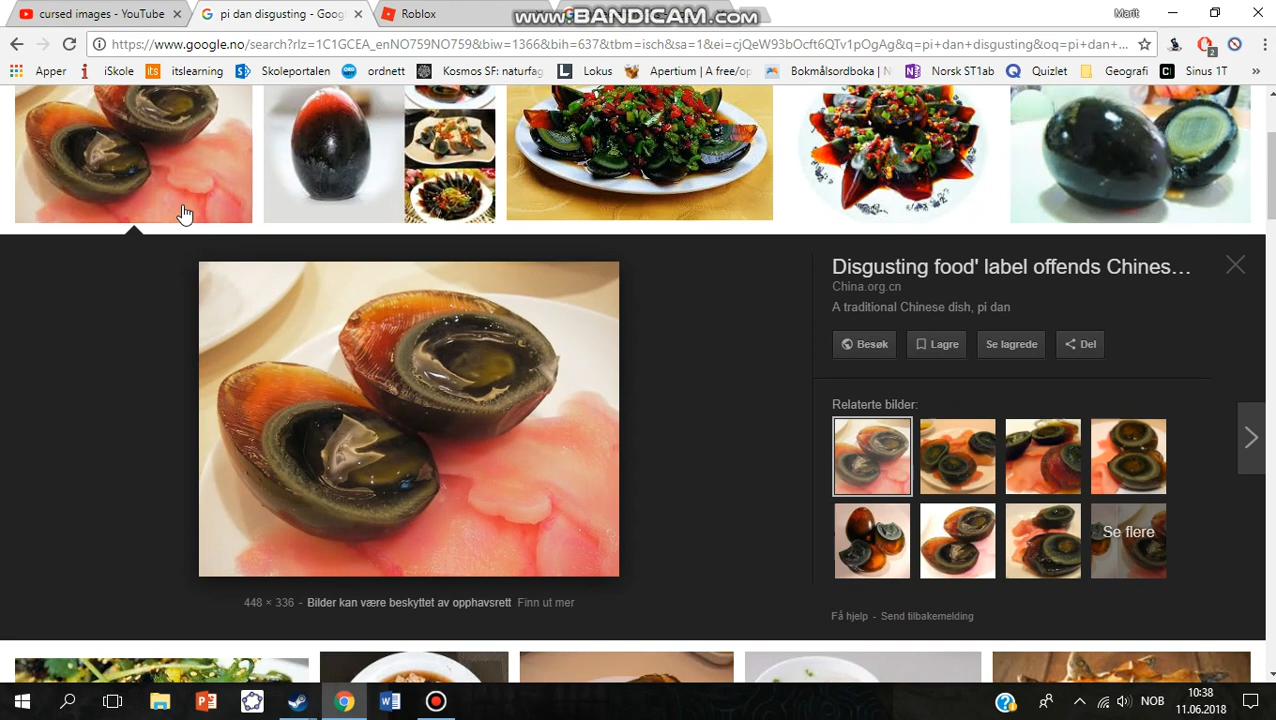 cursed images - YouTube
pi dan disgusting - Goog
Roblox
www.BANDICAM.com
Marit
https://www.google.no/search?rlz=1C1GCEA_enNO759NO759&biw=1366&bih=637&tbm=isch&sa=1&ei=cjQeW93bOcft6QTv1pOgAg&q=pi+dan+disgusting&oq=pi+dan+...
2
Apper
iSkole
its
itslearning
Skoleportalen
ordnett
Kosmos SF: naturfag
Lokus
Apertium | A free/op
Bokmålsordboka | N
Norsk ST1ab
Quizlet
Geografi
Sinus 1T
»
Disgusting food' label offends Chines...
China.org.cn
A traditional Chinese dish, pi dan
Besøk
Lagre
Se lagrede
Del
Relaterte bilder:
Se flere
448 × 336 - Bilder kan være beskyttet av opphavsrett Finn ut mer
Få hjelp - Send tilbakemelding
NOB
10:38
11.06.2018